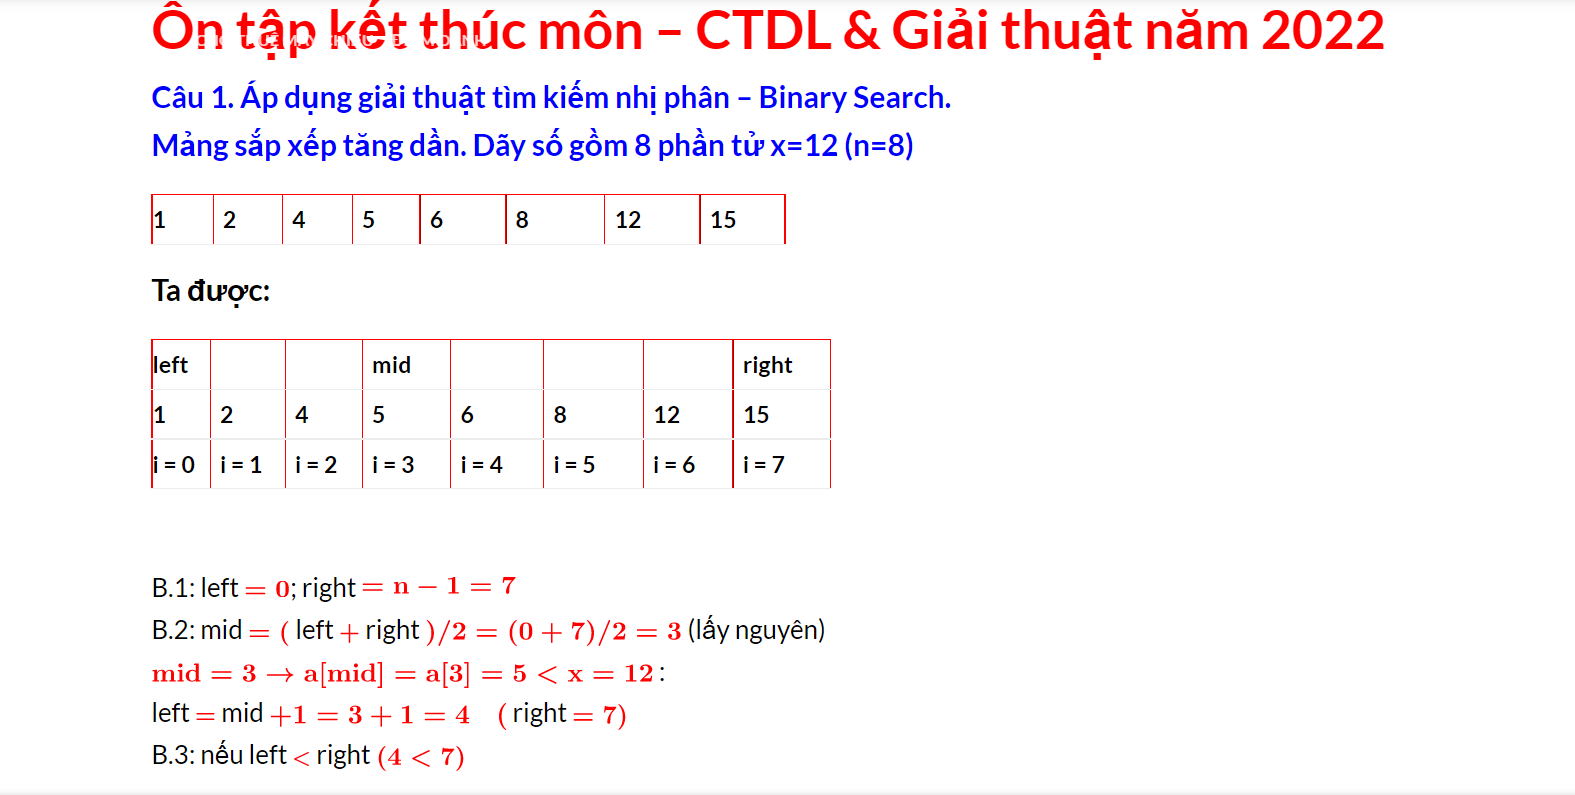 Ôn tập kết thúc môn – CTDL & Giải thuật năm 2022
Câu 1. Áp dụng giải thuật tìm kiếm nhị phân – Binary Search.
Mảng sắp xếp tăng dần. Dãy số gồm 8 phần tử x=12 (n=8)
1 2 4 5 6 8 12 15
Ta được:
left mid right
1 2 4 5 6 8 12 15
i = 0 i = 1 i = 2 i = 3 i = 4 i = 5 i = 6 i = 7
B.1: left = 0; right = n − 1 = 7
B.2: mid = ( left + right )/2 = (0 + 7)/2 = 3 (lấy nguyên)
mid = 3 → a[mid] = a[3] = 5 < x = 12 :
left = mid +1 = 3 + 1 = 4 ( right = 7)
B.3: nếu left < right (4 < 7)